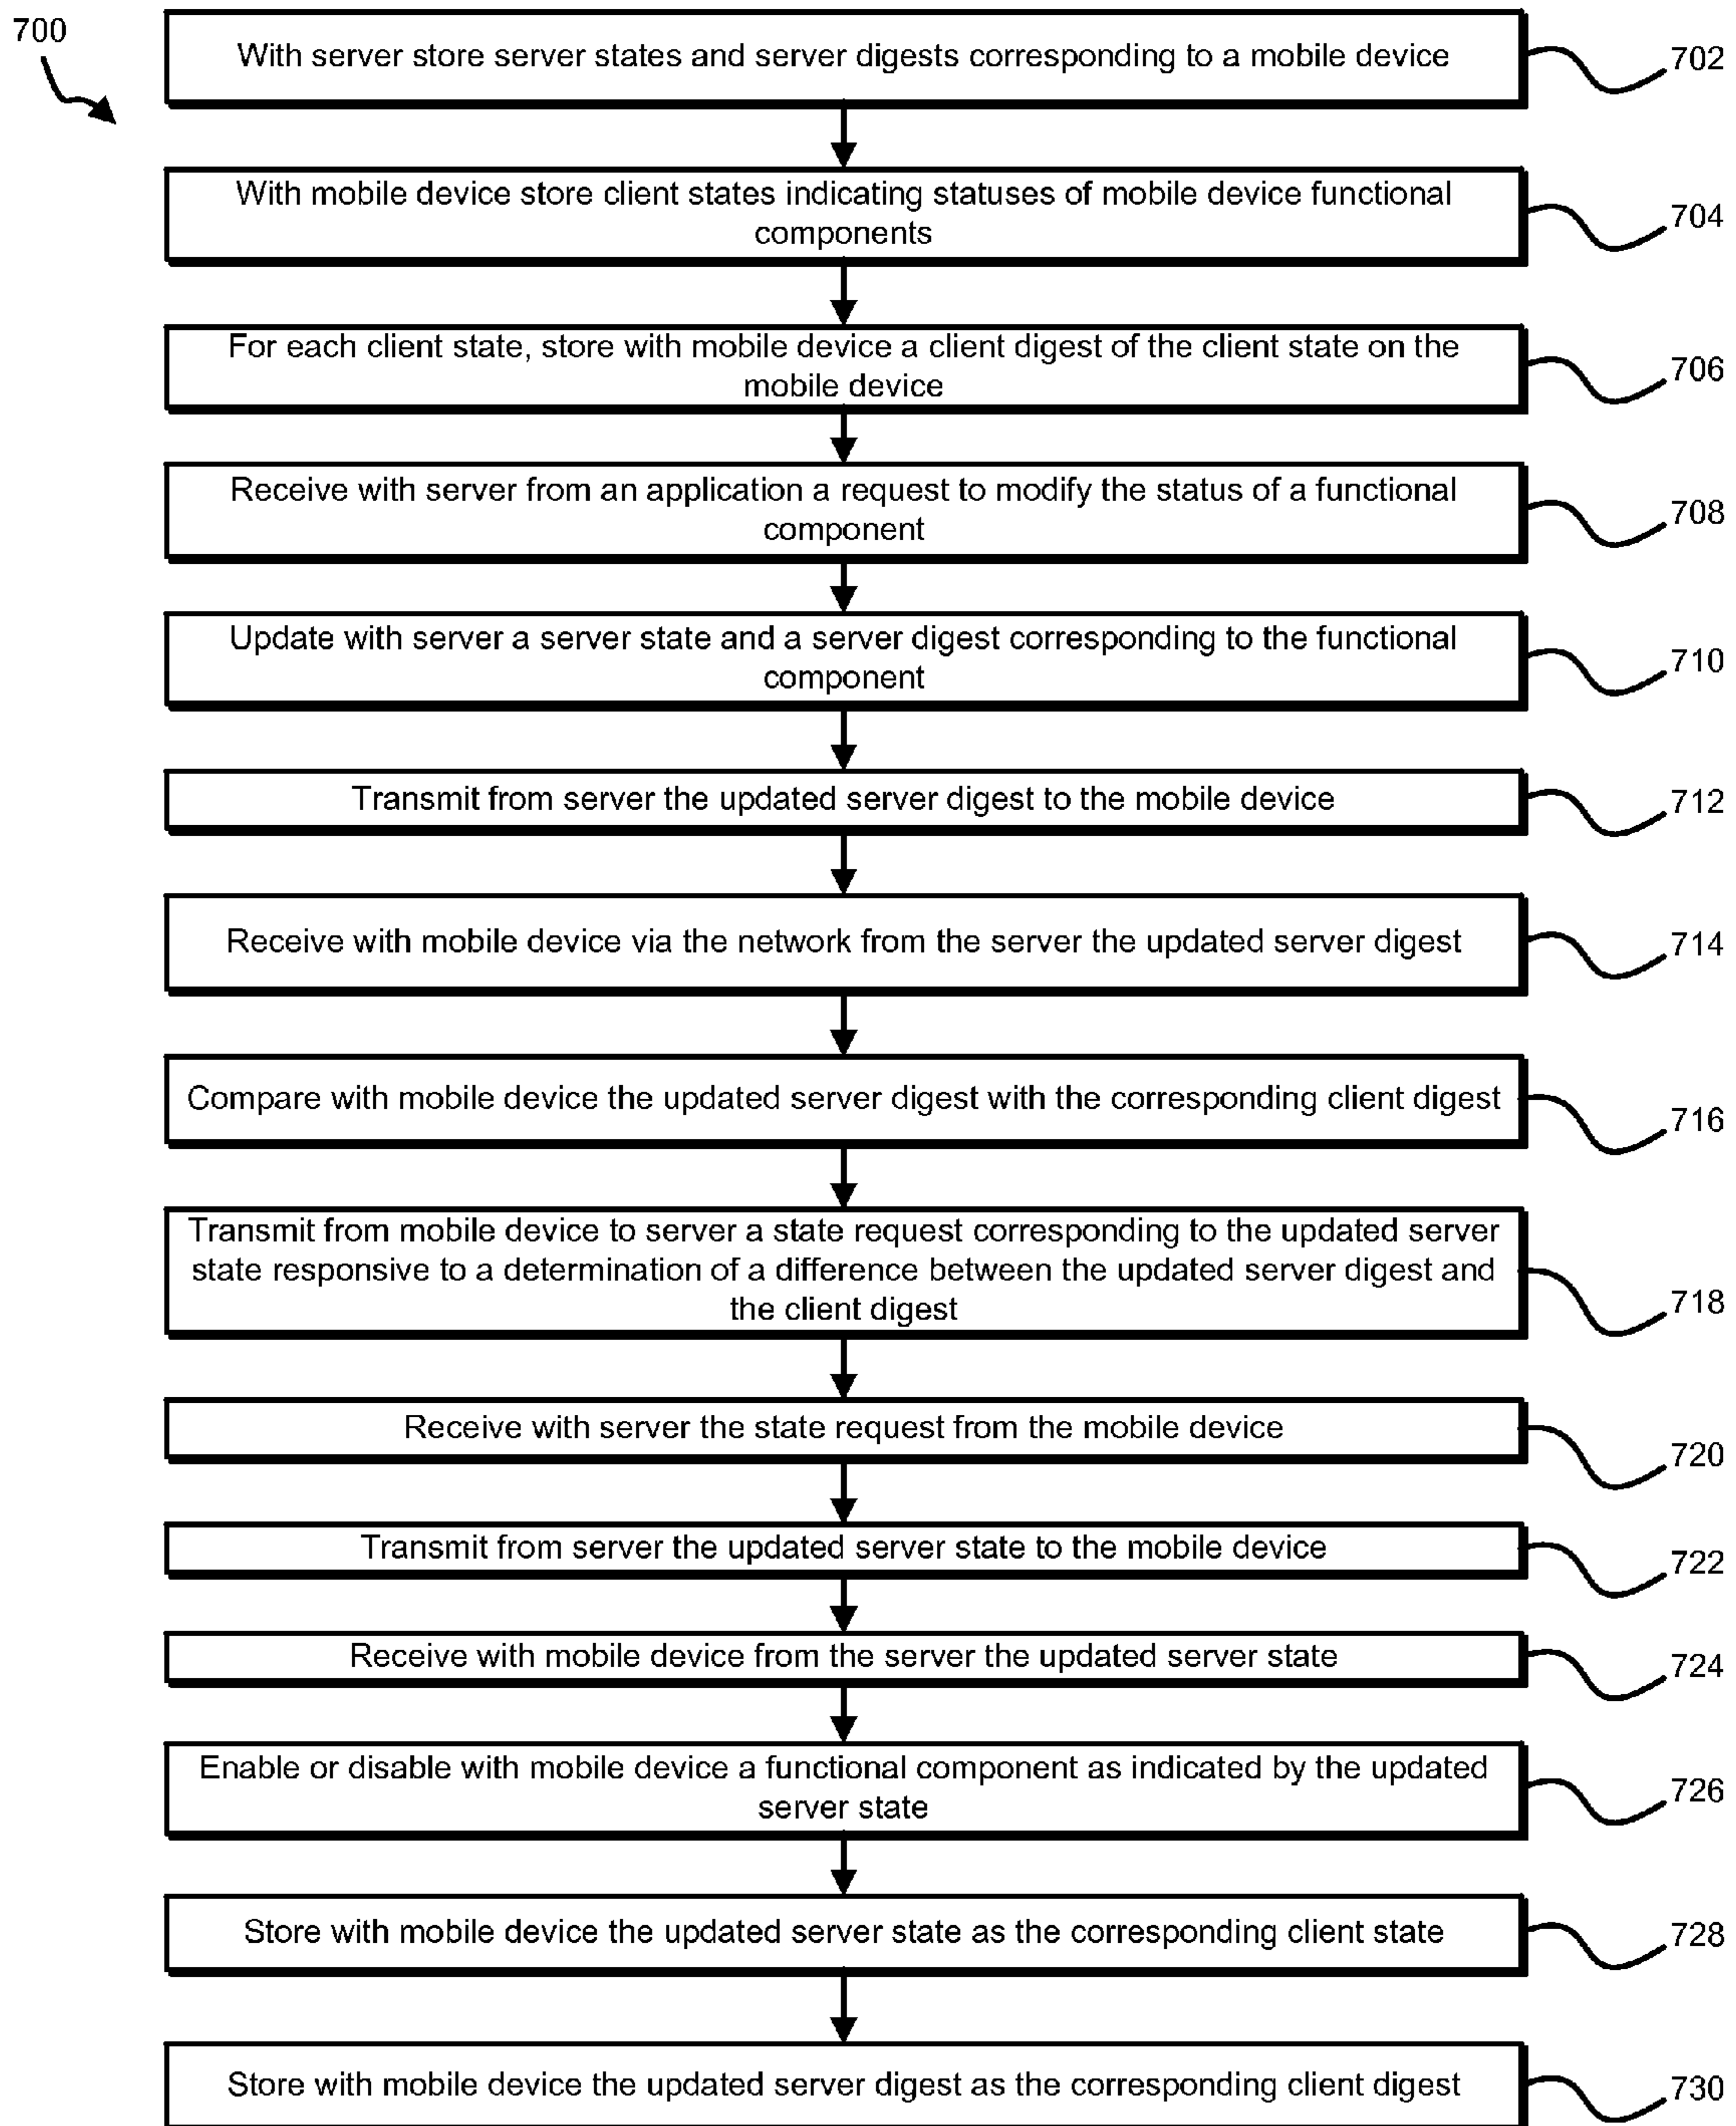 700
With server store server states and server digests corresponding to a mobile device
702
With mobile device store client states indicating statuses of mobile device functional
components
704
For each client state, store with mobile device a client digest of the client state on the
mobile device
706
Receive with server from an application a request to modify the status of a functional
component
708
Update with server a server state and a server digest corresponding to the functional
component
710
Transmit from server the updated server digest to the mobile device
712
Receive with mobile device via the network from the server the updated server digest
714
Compare with mobile device the updated server digest with the corresponding client digest
716
Transmit from mobile device to server a state request corresponding to the updated server
state responsive to a determination of a difference between the updated server digest and
the client digest
718
Receive with server the state request from the mobile device
720
Transmit from server the updated server state to the mobile device
722
Receive with mobile device from the server the updated server state
724
Enable or disable with mobile device a functional component as indicated by the updated
server state
726
Store with mobile device the updated server state as the corresponding client state
728
Store with mobile device the updated server digest as the corresponding client digest
730